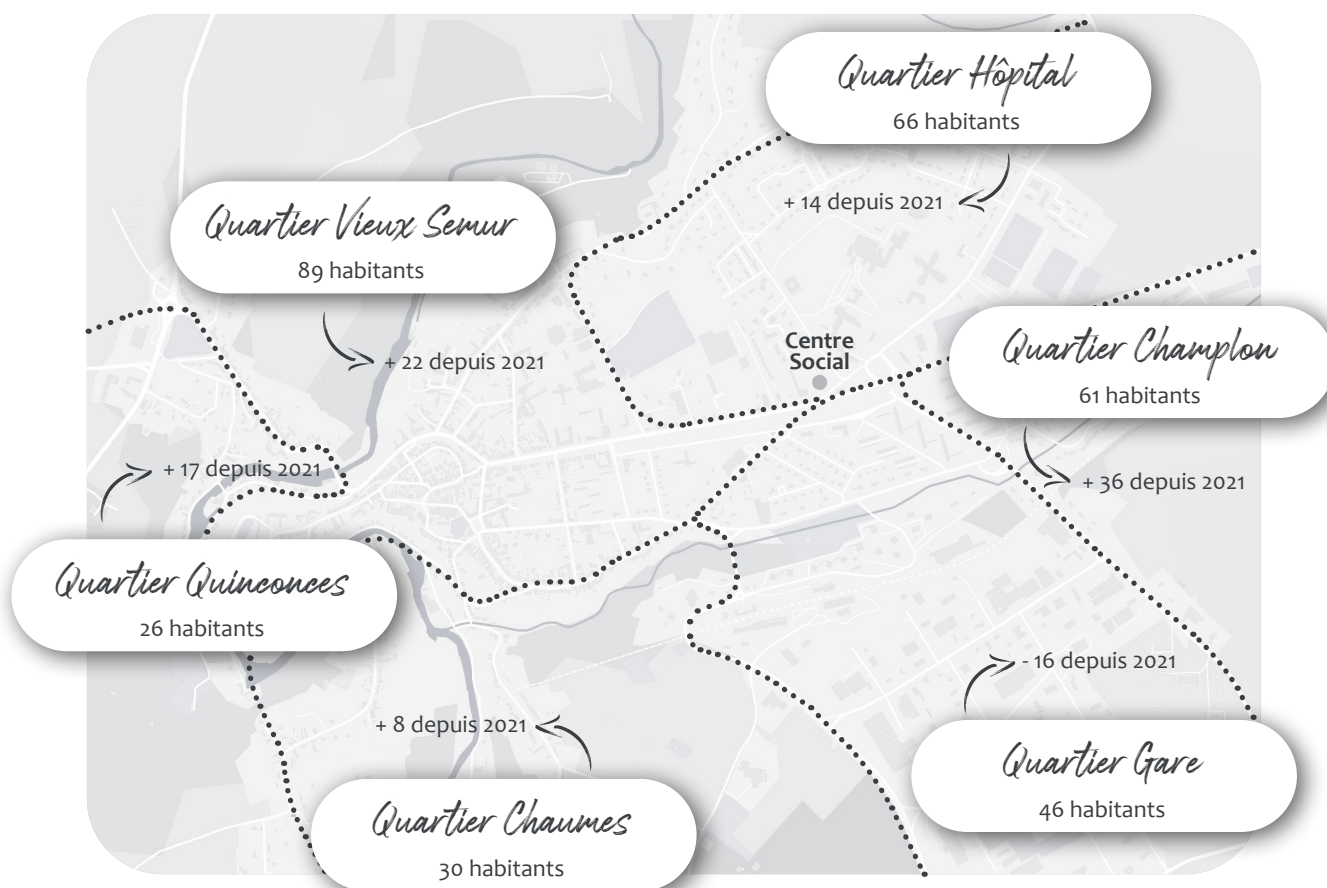 Quartier Hôpital
66 habitants
+ 14 depuis 2021
Quartier Vieux Semur
89 habitants
+ 22 depuis 2021
Centre
Social
Quartier Champlon
61 habitants
+ 36 depuis 2021
+ 17 depuis 2021
Quartier Quinconces
26 habitants
- 16 depuis 2021
Quartier Gare
46 habitants
+ 8 depuis 2021
Quartier Chaumes
30 habitants